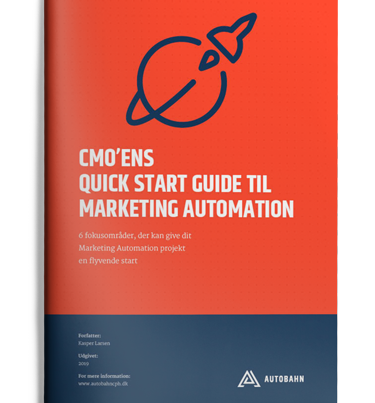 CMO'ENS
QUICK START GUIDE TIL
MARKETING AUTOMATION
6 fokusområder, der kan give dit
Marketing Automation projekt
en flyvende start
Forfatter:
Kasper Larsen
Udgivet:
2019
For mere information:
www.autobahncph.dk
AUTOBAHN